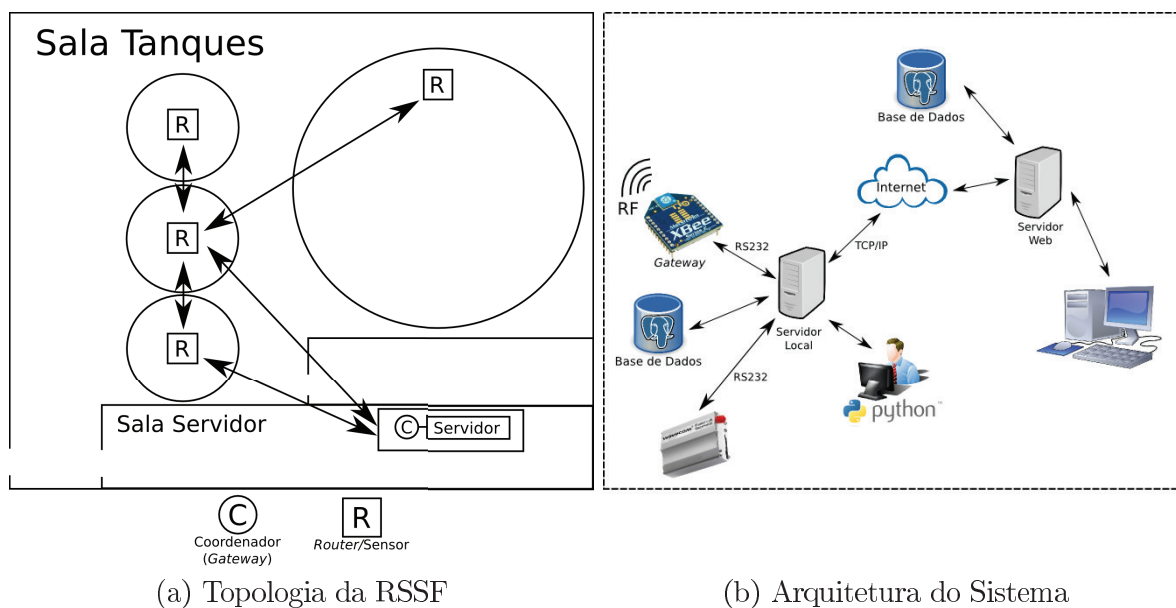 Sala Tanques
R
R
R
R
Sala Servidor
C
Servidor
C
Coordenador
(Gateway)
R
Router/Sensor
(a) Topologia da RSSF
Base de Dados
Internet
Servidor
Web
RF
XBee
Gateway
RS232
TCP/IP
Servidor
Local
Base de Dados
RS232
python™
(b) Arquitetura do Sistema